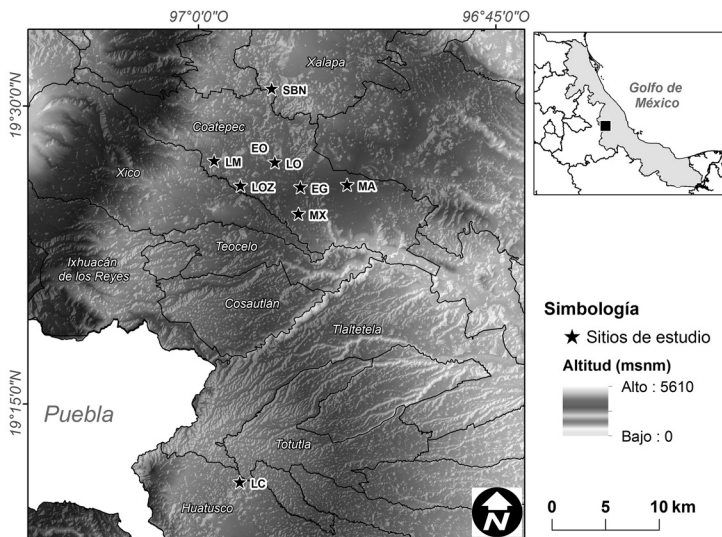 97°0'0"O
96°45'0"O
19°30'0"N
19°15'0"N
Xalapa
SBN
Coatepec
EO
LM
LO
Xico
LOZ
EG
MA
MX
Teocelo
Ixhuacán
de los Reyes
Cosautlán
Tlaltetela
Puebla
Totutla
LC
Huatusco
N
Golfo de
México
Simbología
Sitios de estudio
Altitud (msnm)
Alto : 5610
Bajo : 0
0 5 10 km